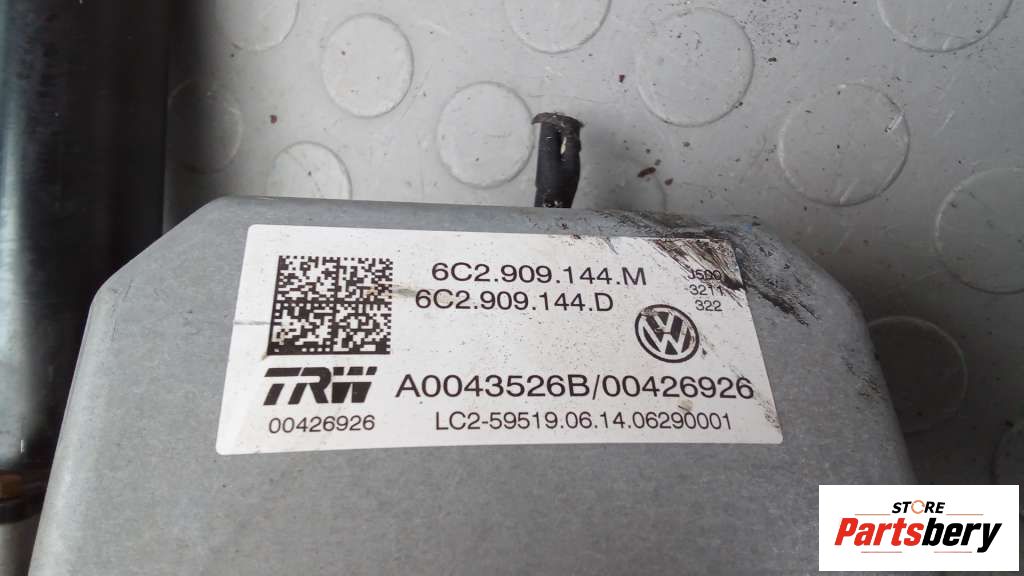 6C2.909.144.M
6C2.909.144.D
3211
322
TRW
A0043526B/00426926
00426926
LC2-59519.06.14.06290001
STORE
Partsbery